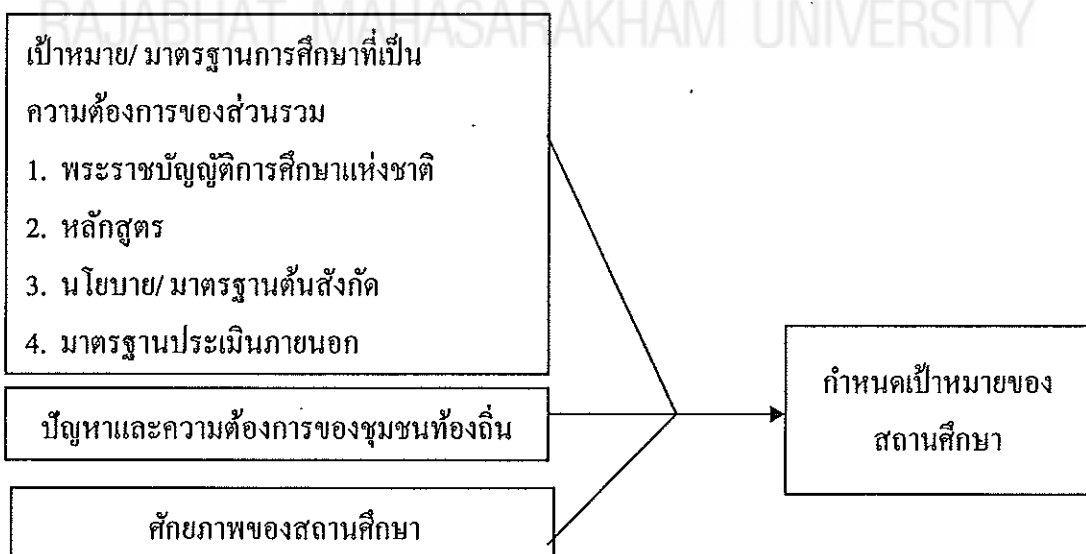 RAJABHAT MAHASARAKHAM UNIVERSITY
เป้าหมาย/ มาตรฐานการศึกษาที่เป็น
ความต้องการของส่วนรวม
1. พระราชบัญญัติการศึกษาแห่งชาติ
2. หลักสูตร
3. นโยบาย/ มาตรฐานต้นสังกัด
4. มาตรฐานประเมินภายนอก
ปัญหาและความต้องการของชุมชนท้องถิ่น
ศักยภาพของสถานศึกษา
กำหนดเป้าหมายของ
สถานศึกษา